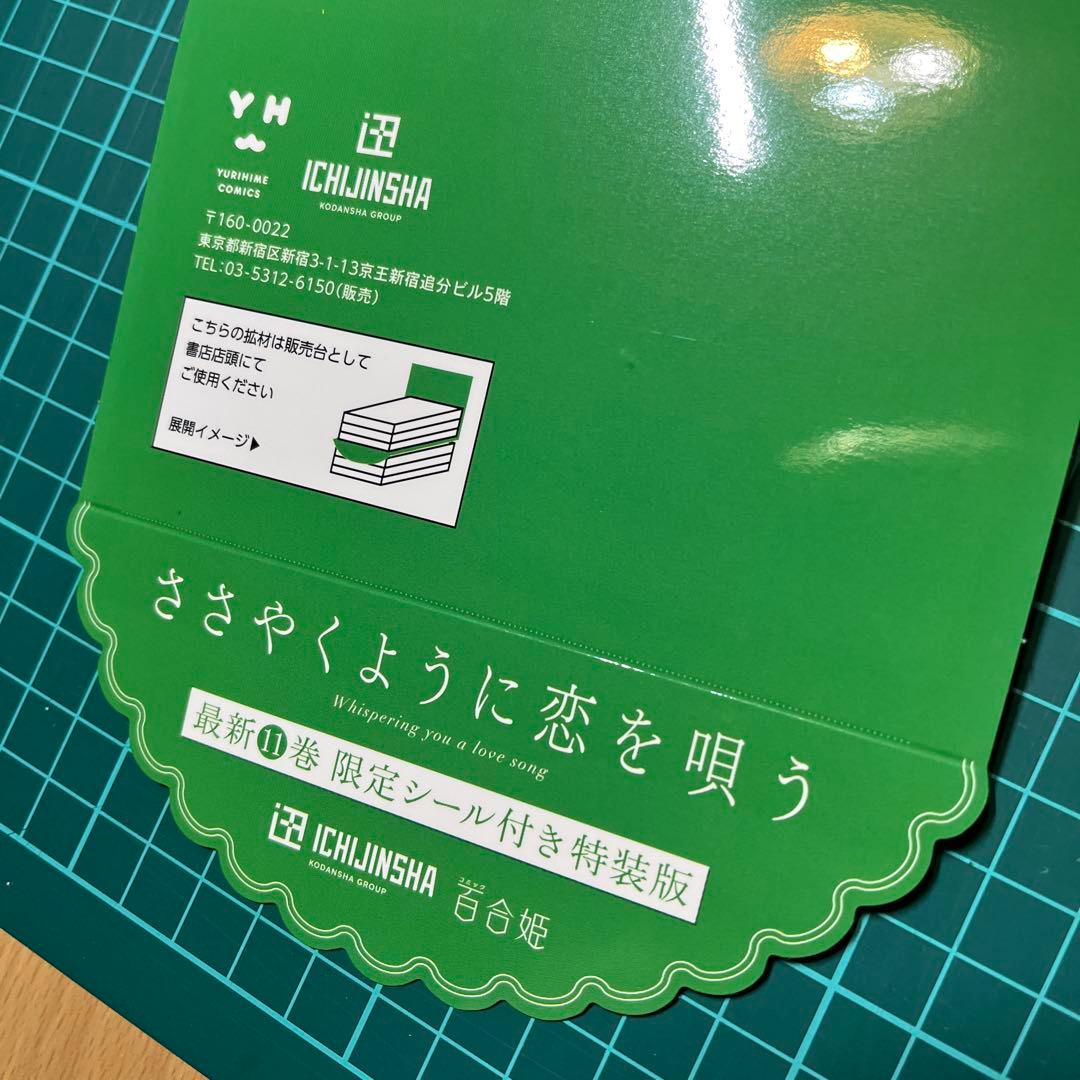 YH
YURIHIME
COMICS
ICHIJINSHA
KODANSHA GROUP
〒160-0022
東京都新宿区新宿3-1-13京王新宿追分ビル5階
TEL:03-5312-6150(販売)
こちらの拡材は販売台として
書店店頭にて
ご使用ください
展開イメージ▶
ささやくように恋を唄う
Whispering you a love song
最新⓫巻 限定シール付き特装版
ICHIJINSHA
KODANSHA GROUP
コミック
百合姫